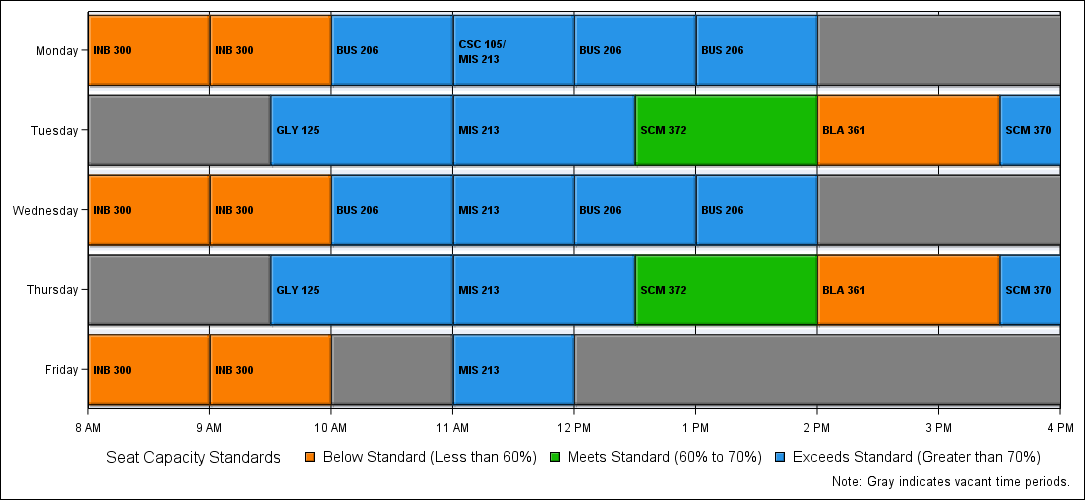 Monday
INB 300
INB 300
BUS 206
CSC 105/
MIS 213
BUS 206
BUS 206
Tuesday
GLY 125
MIS 213
SCM 372
BLA 361
SCM 370
Wednesday
INB 300
INB 300
BUS 206
MIS 213
BUS 206
BUS 206
Thursday
GLY 125
MIS 213
SCM 372
BLA 361
SCM 370
Friday
INB 300
INB 300
MIS 213
8 AM 9 AM 10 AM 11 AM 12 PM 1 PM 2 PM 3 PM 4 PM
Seat Capacity Standards Below Standard (Less than 60%) Meets Standard (60% to 70%) Exceeds Standard (Greater than 70%)
Note: Gray indicates vacant time periods.